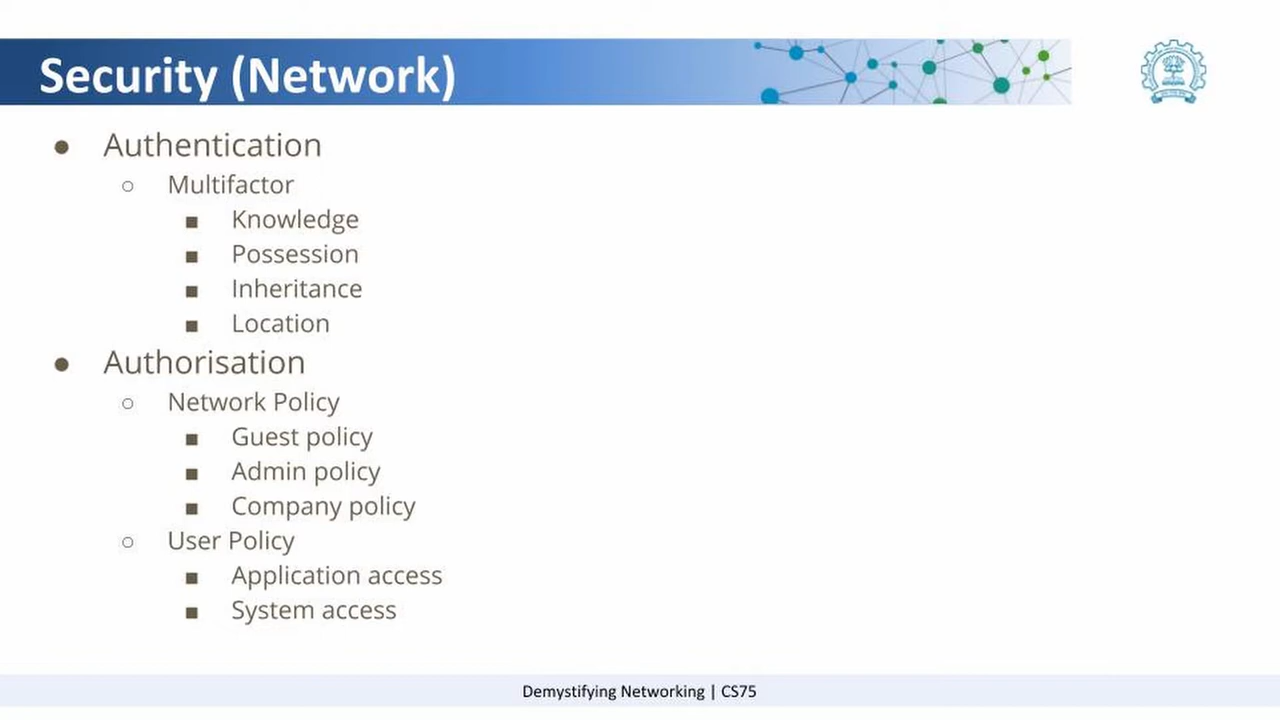 Security (Network)
● Authentication
○ Multifactor
■ Knowledge
■ Possession
■ Inheritance
■ Location
● Authorisation
○ Network Policy
■ Guest policy
■ Admin policy
■ Company policy
○ User Policy
■ Application access
■ System access
Demystifying Networking | CS75